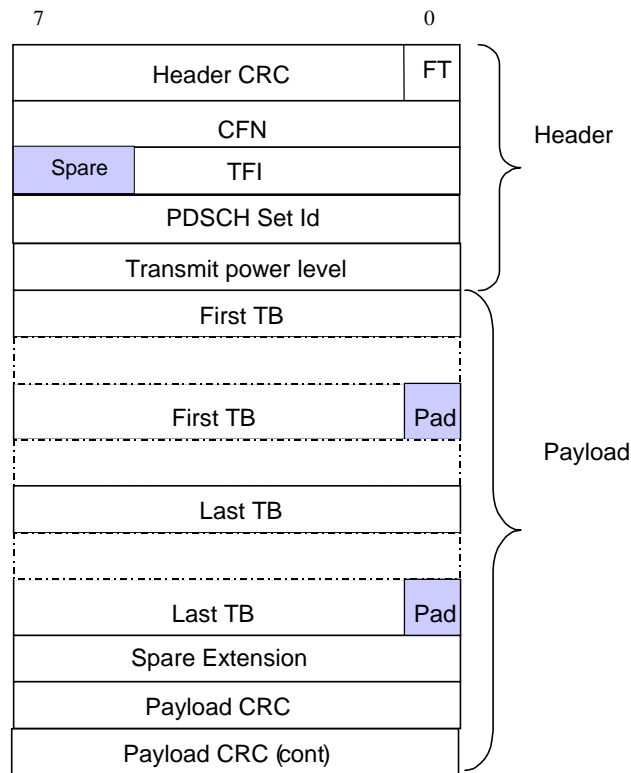 7 0
Header CRC FT
CFN
Header
Spare TFI
PDSCH Set Id
Transmit power level
First TB
First TB Pad
Payload
Last TB
Last TB Pad
Spare Extension
Payload CRC
Payload CRC (cont)